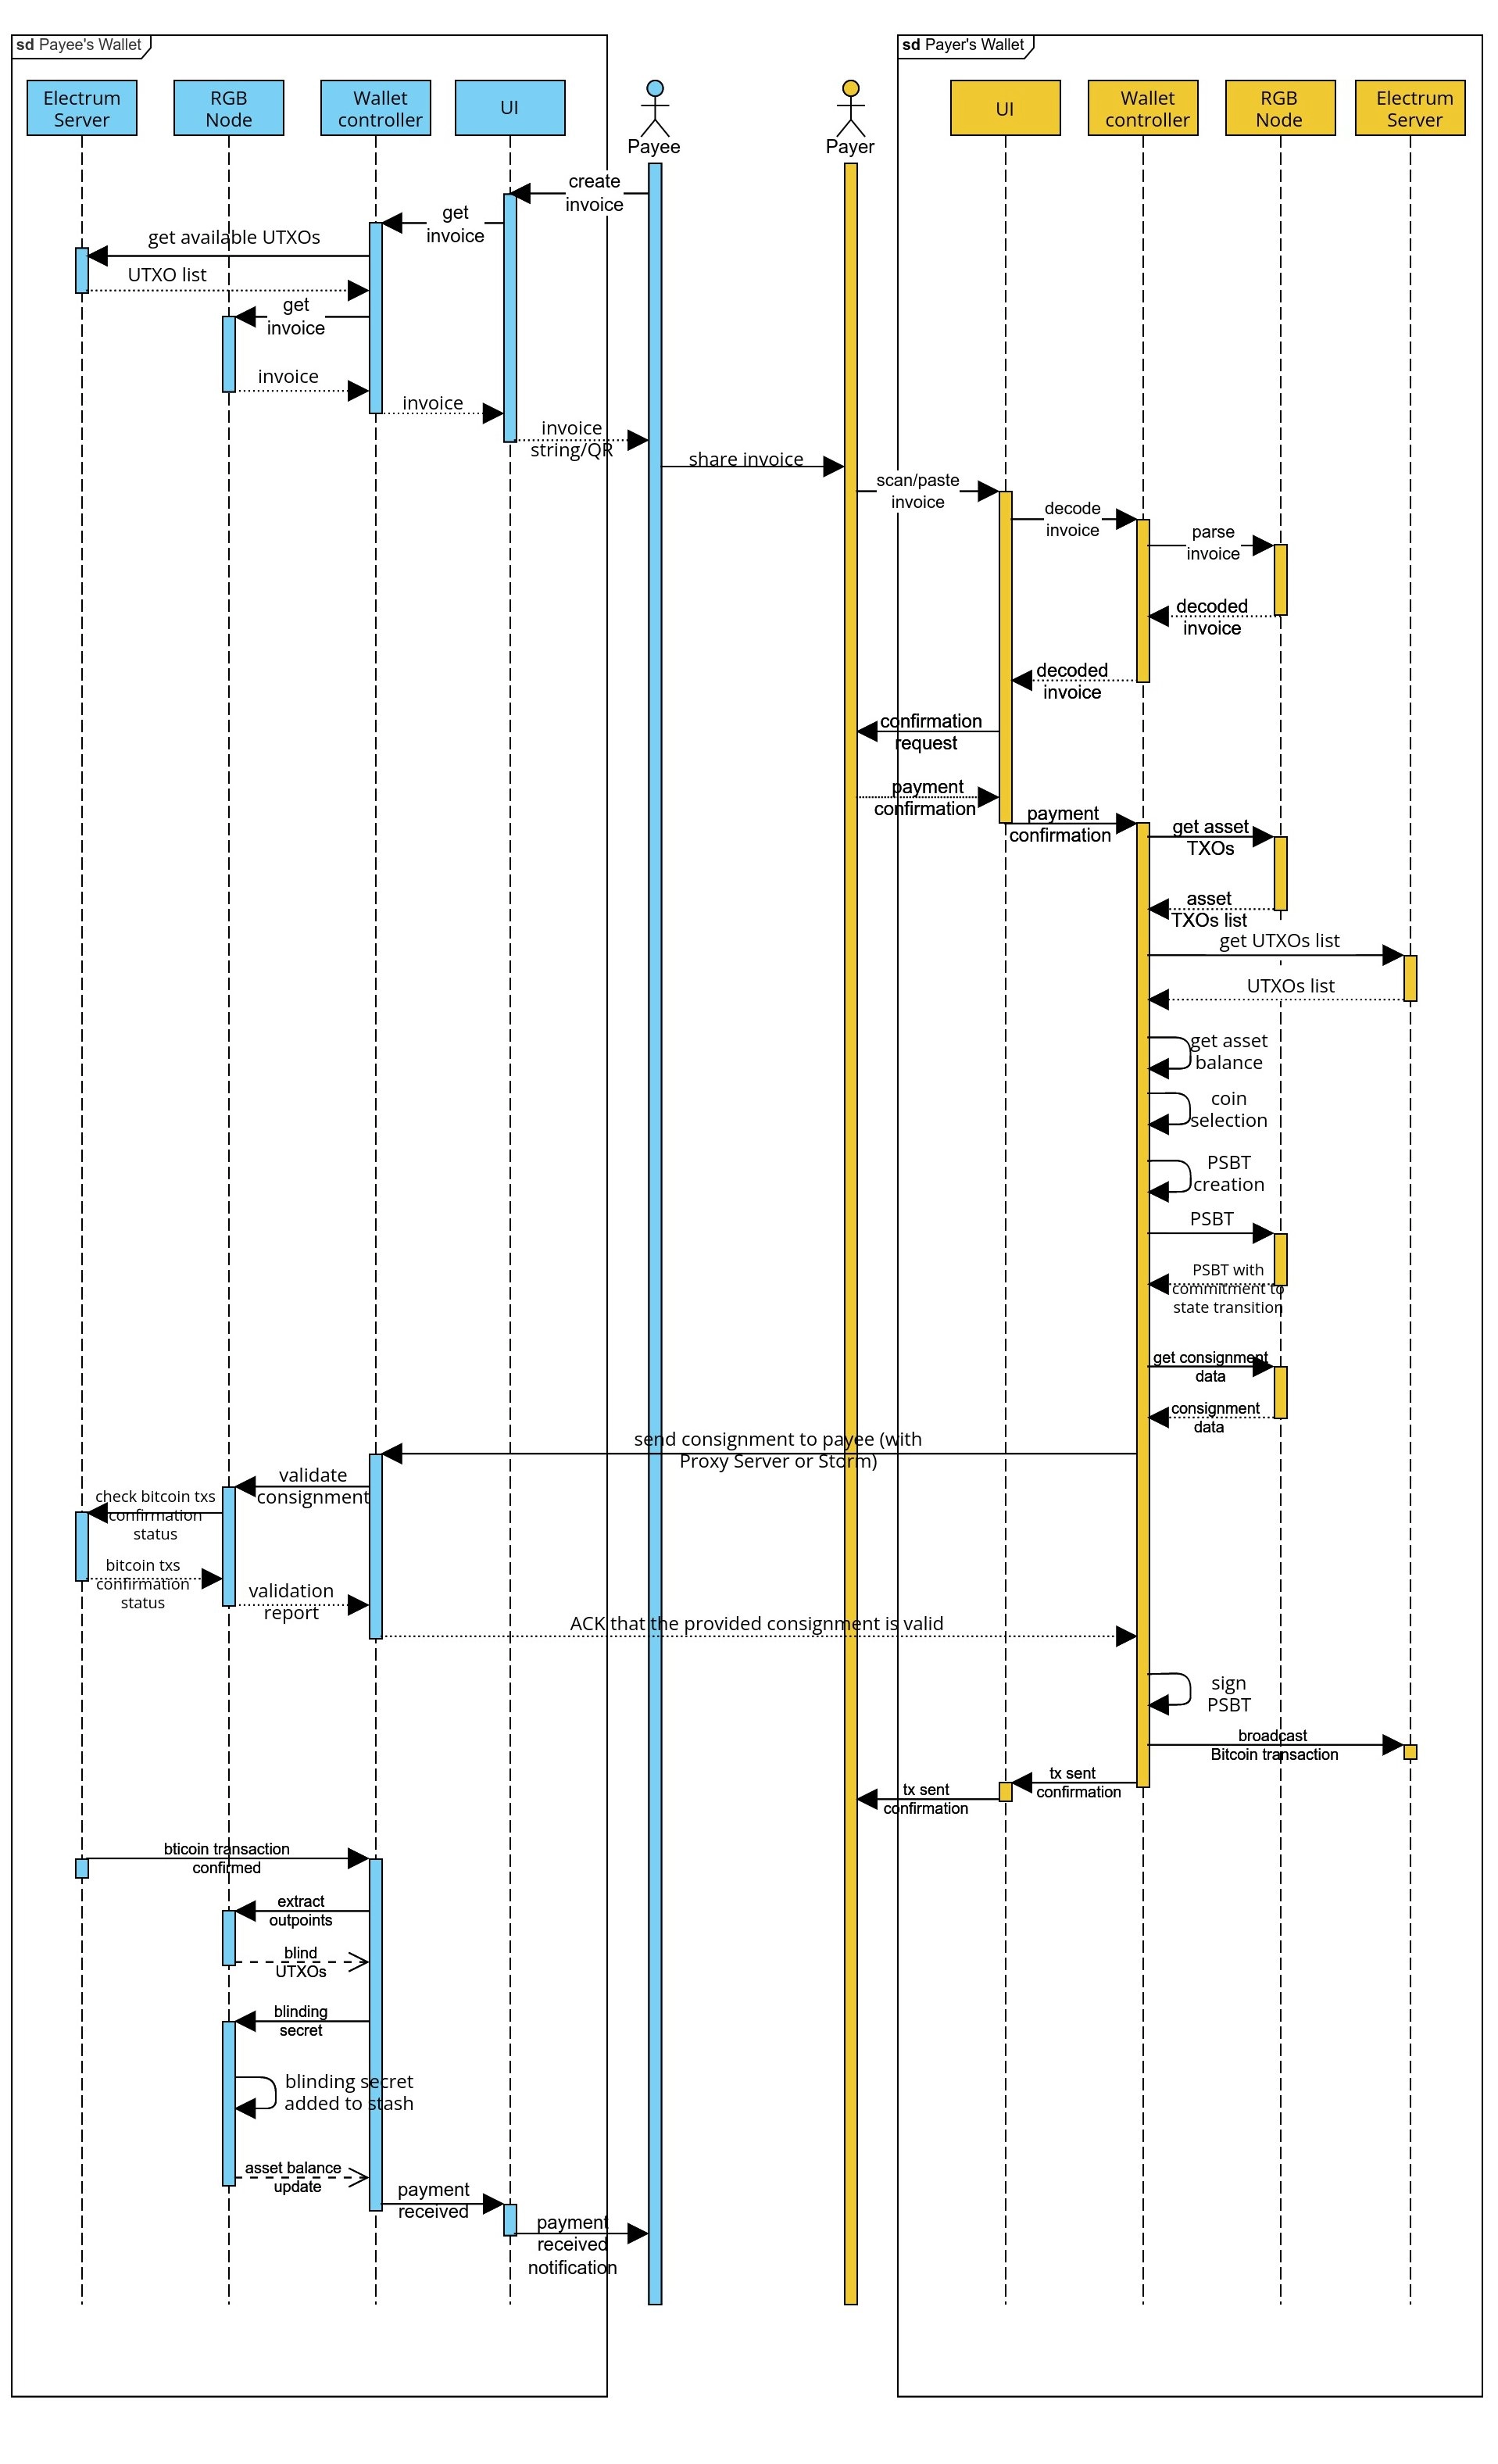 sd Payee's Wallet
sd Payer's Wallet
Electrum
Server
RGB
Node
Wallet
controller
UI
Payee
Payer
UI
Wallet
controller
RGB
Node
Electrum
Server
create
invoice
get
invoice
get available UTXOs
UTXO list
get
invoice
invoice
invoice
invoice
string/QR
share invoice
scan/paste
invoice
decode
invoice
parse
invoice
decoded
invoice
decoded
invoice
confirmation
request
payment
confirmation
payment
confirmation
get asset
TXOs
asset
TXOs list
get UTXOs list
UTXOs list
get asset
balance
coin
selection
PSBT
creation
PSBT
PSBT with
commitment to
state transition
get consignment
data
consignment
data
send consignment to payee (with
Proxy Server or Storm)
validate
consignment
check bitcoin txs
confirmation
status
bitcoin txs
confirmation
status
validation
report
ACK that the provided consignment is valid
sign
PSBT
broadcast
Bitcoin transaction
tx sent
confirmation
tx sent
confirmation
bticoin transaction
confirmed
extract
outpoints
blind
UTXOs
blinding
secret
blinding secret
added to stash
asset balance
update
payment
received
payment
received
notification